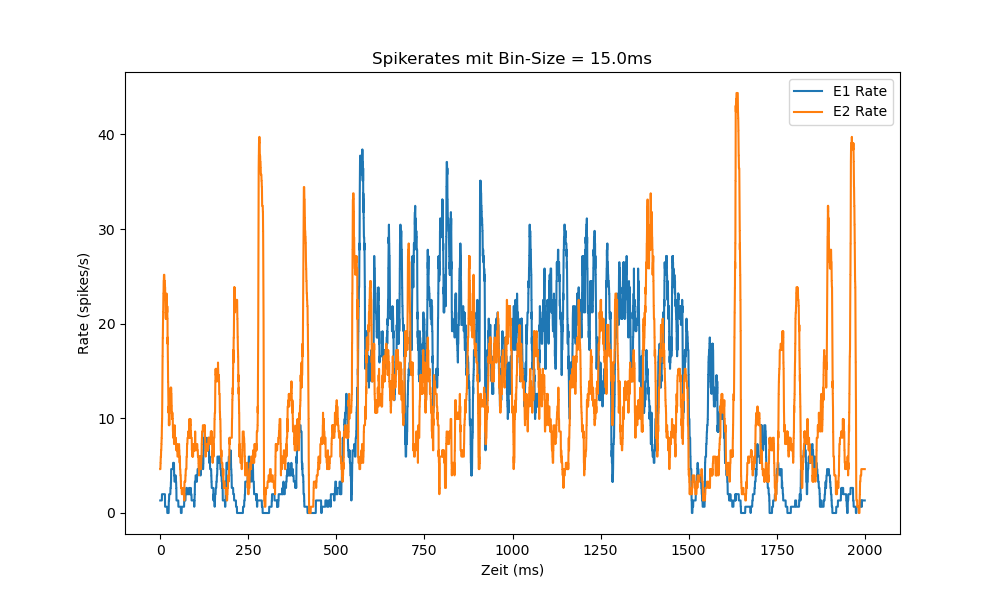 Spikerates mit Bin-Size = 15.0ms
E1 Rate
E2 Rate
Rate (spikes/s)
40
30
20
10
0
0 250 500 750 1000 1250 1500 1750 2000
Zeit (ms)